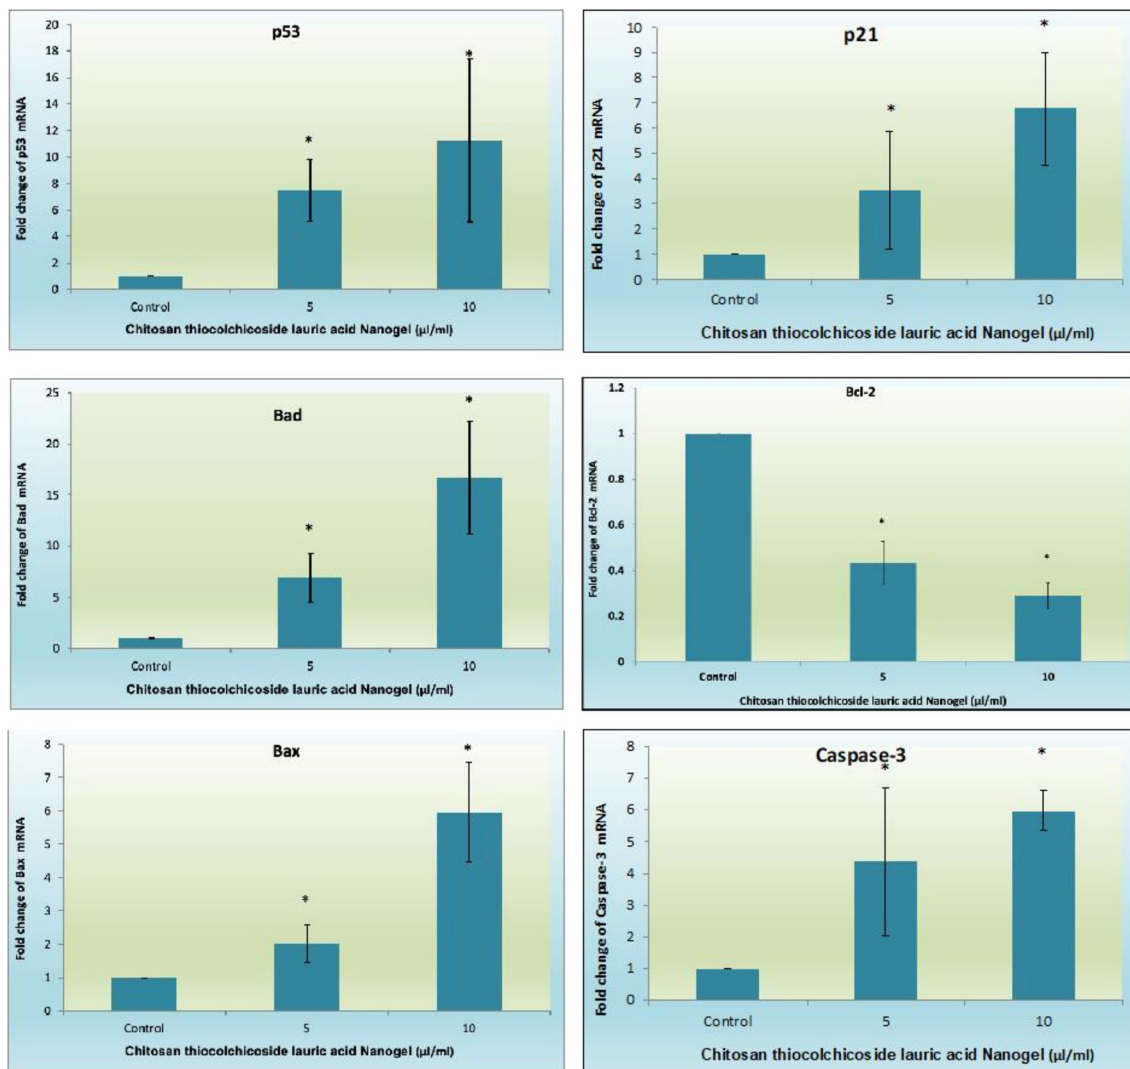 p53
Fold change of p53 mRNA
20
18
16
14
12
10
8
6
4
2
0
*
*
Control 5 10
Chitosan thiocolchicoside lauric acid Nanogel (µl/ml)
p21
Fold change of p21 mRNA
10
9
8
7
6
5
4
3
2
1
0
*
*
Control 5 10
Chitosan thiocolchicoside lauric acid Nanogel (µl/ml)
Bad
Fold change of Bad mRNA
25
20
15
10
5
0
*
*
Control 5 10
Chitosan thiocolchicoside lauric acid Nanogel (µl/ml)
Bcl-2
Fold change of Bcl-2 mRNA
1.2
1
0.8
0.6
0.4
0.2
0
*
*
Control 5 10
Chitosan thiocolchicoside lauric acid Nanogel (µl/ml)
Bax
Fold change of Bax mRNA
8
7
6
5
4
3
2
1
0
*
*
Control 5 10
Chitosan thiocolchicoside lauric acid Nanogel (µl/ml)
Caspase-3
Fold change of Caspase-3 mRNA
8
7
6
5
4
3
2
1
0
*
*
Control 5 10
Chitosan thiocolchicoside lauric acid Nanogel (µl/ml)